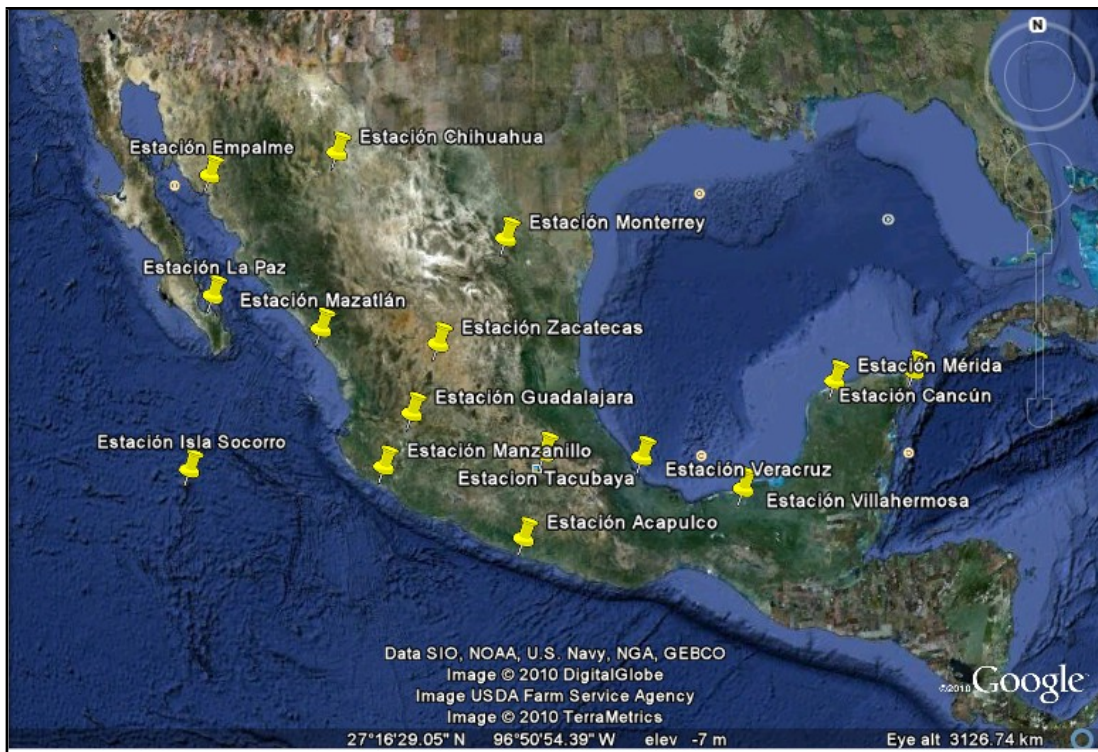 N
Estación Chihuahua
Estación Empalme
Estación Monterrey
Estación La Paz
Estación Mazatlán
Estación Zacatecas
Estación Mérida
Estación Cancún
Estación Guadalajara
Estación Isla Socorro
Estación Manzanillo
Estacion Tacubaya
Estación Veracruz
Estación Villahermosa
Estación Acapulco
Data SIO, NOAA, U.S. Navy, NGA, GEBCO
Image © 2010 DigitalGlobe
Image USDA Farm Service Agency
Image © 2010 TerraMetrics
©2010 Google
27°16'29.05" N 96°50'54.39" W elev -7 m Eye alt 3126.74 km